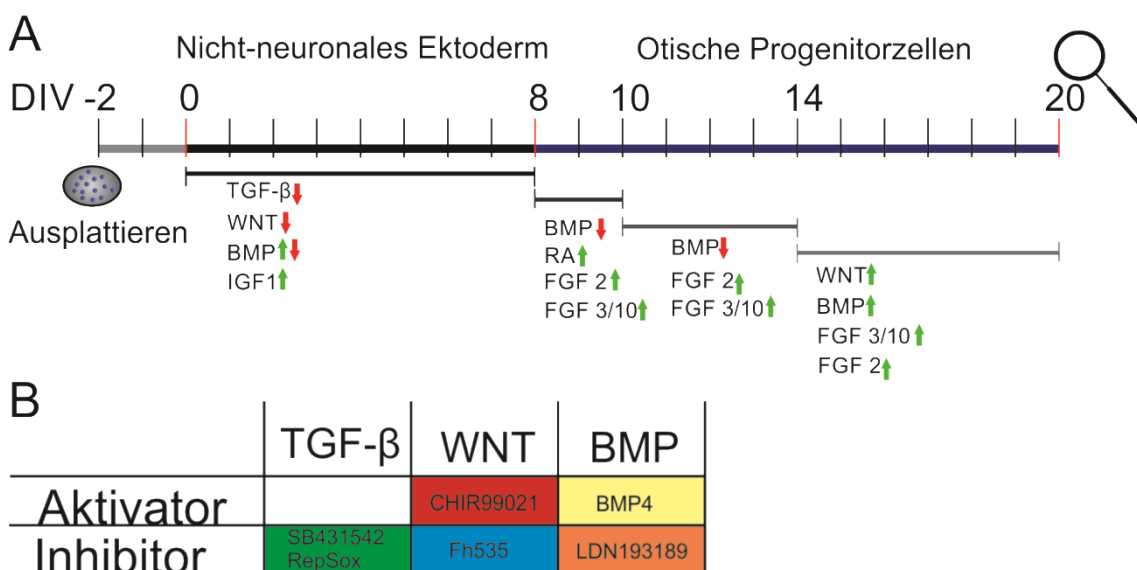 A
Nicht-neuronales Ektoderm
Otische Progenitorzellen
DIV -2 0 8 10 14 20
Ausplattieren
TGF-β
WNT
BMP
IGF1
BMP
RA
FGF 2
FGF 3/10
BMP
FGF 2
FGF 3/10
WNT
BMP
FGF 3/10
FGF 2
B
TGF-β WNT BMP
Aktivator CHIR99021 BMP4
Inhibitor SB431542 Fh535 LDN193189
RepSox